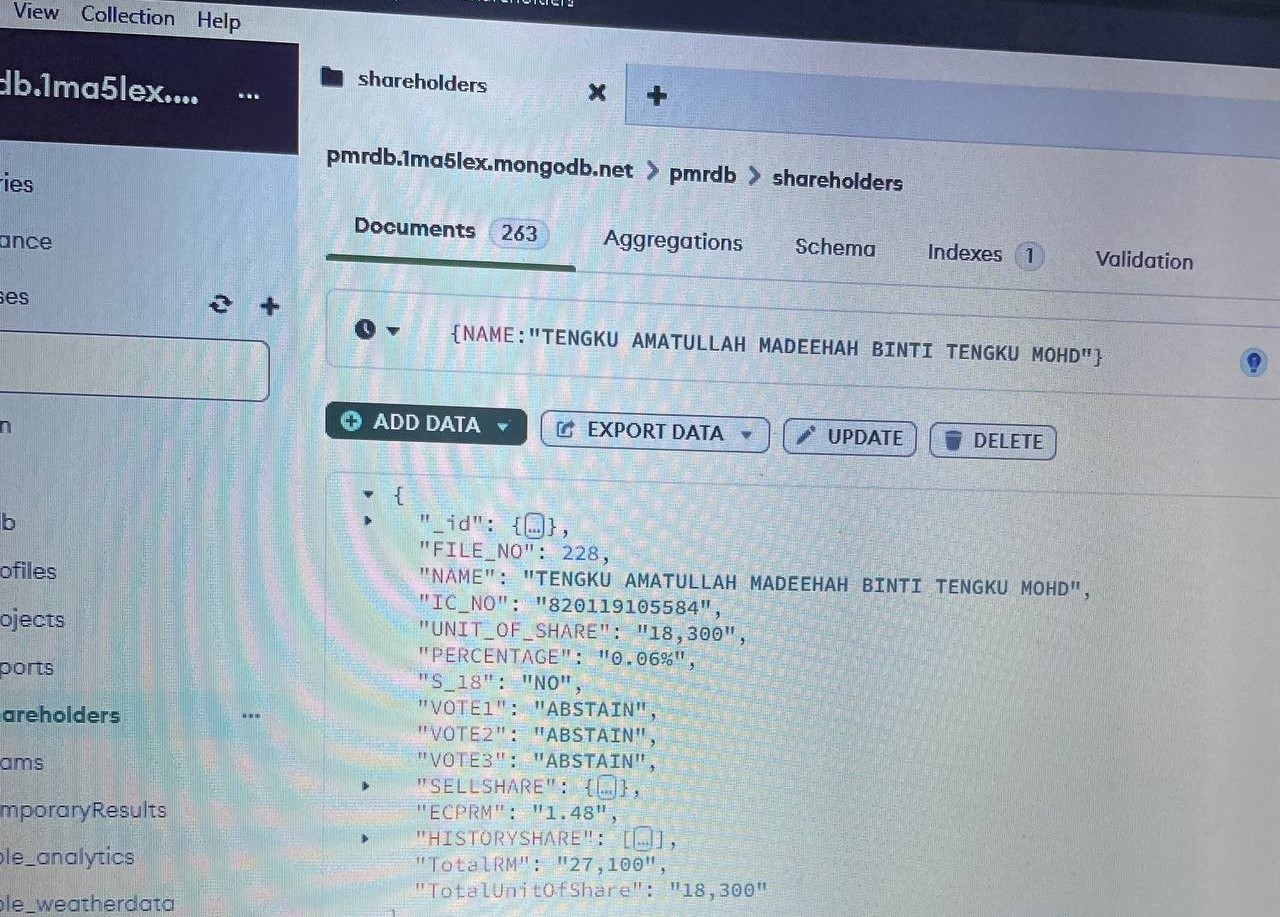 View Collection Help
db.1ma5lex....
shareholders
pmrdb.1ma5lex.mongodb.net > pmrdb > shareholders
Documents 263 Aggregations Schema Indexes 1 Validation
{NAME:"TENGKU AMATULLAH MADEEHAH BINTI TENGKU MOHD"}
ADD DATA EXPORT DATA UPDATE DELETE
{
"_id": {…},
"FILE_NO": 228,
"NAME": "TENGKU AMATULLAH MADEEHAH BINTI TENGKU MOHD",
"IC_NO": "820119105584",
"UNIT_OF_SHARE": "18,300",
"PERCENTAGE": "0.06%",
"S_18": "NO",
"VOTE1": "ABSTAIN",
"VOTE2": "ABSTAIN",
"VOTE3": "ABSTAIN",
"SELLSHARE": {…},
"ECPRM": "1.48",
"HISTORYSHARE": […],
"TotalRM": "27,100",
"TotalUnitOfShare": "18,300"
ries
ance
ses
n
b
ofiles
ojects
ports
areholders
ams
mporaryResults
ple_analytics
ple_weatherdata